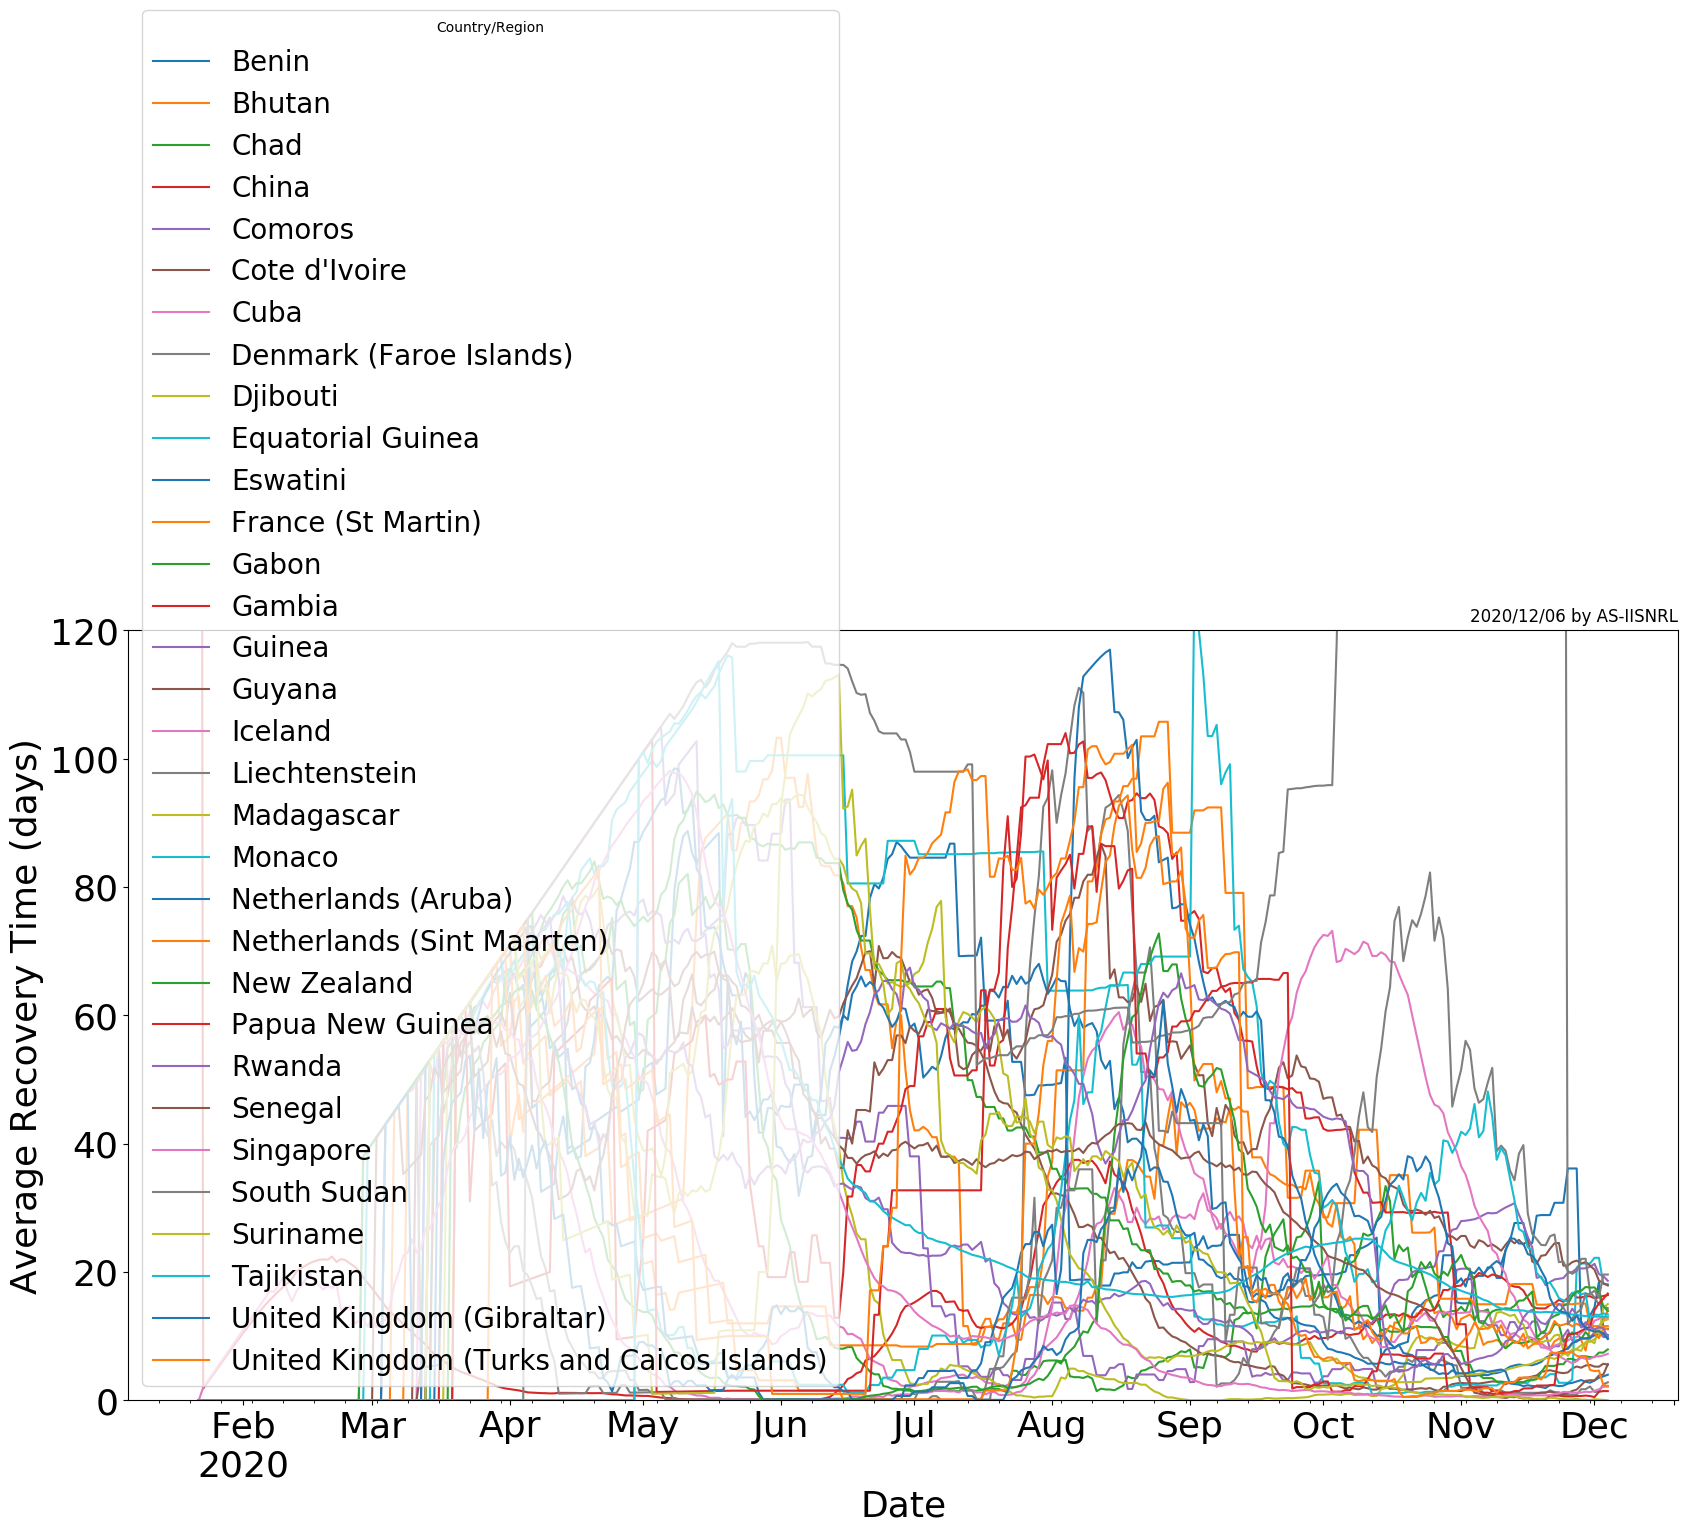 Country/Region
Benin
Bhutan
Chad
China
Comoros
Cote d'Ivoire
Cuba
Denmark (Faroe Islands)
Djibouti
Equatorial Guinea
Eswatini
France (St Martin)
Gabon
Gambia
Guinea
Guyana
Iceland
Liechtenstein
Madagascar
Monaco
Netherlands (Aruba)
Netherlands (Sint Maarten)
New Zealand
Papua New Guinea
Rwanda
Senegal
Singapore
South Sudan
Suriname
Tajikistan
United Kingdom (Gibraltar)
United Kingdom (Turks and Caicos Islands)
2020/12/06 by AS-IISNRL
Average Recovery Time (days)
120
100
80
60
40
20
0
Feb Mar Apr May Jun Jul Aug Sep Oct Nov Dec
2020
Date